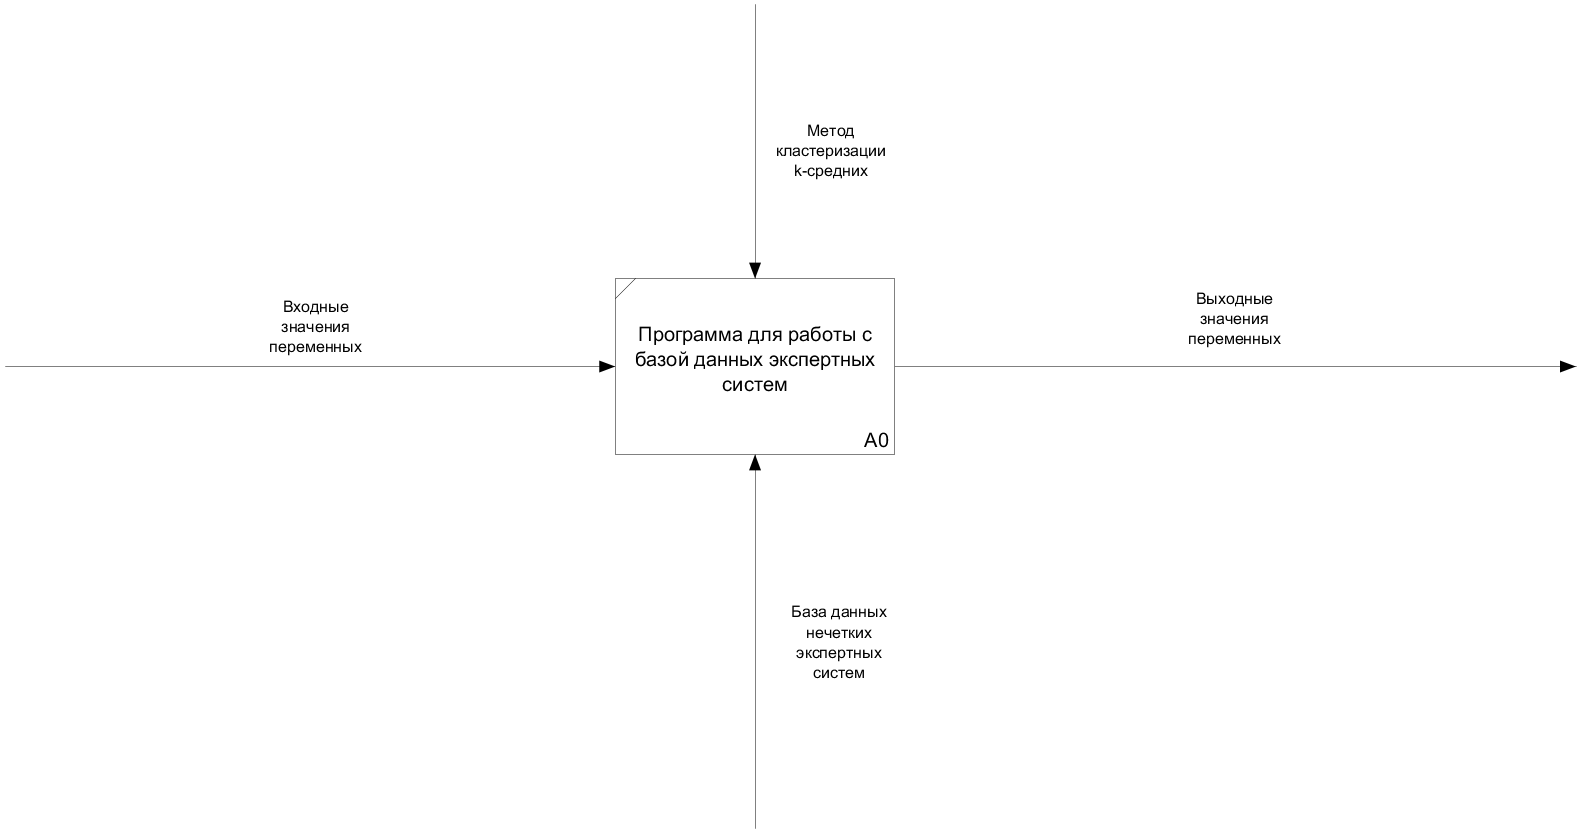 Метод
кластеризации
k-средних
Входные
значения
переменных
Программа для работы с
базой данных экспертных
систем
A0
Выходные
значения
переменных
База данных
нечетких
экспертных
систем